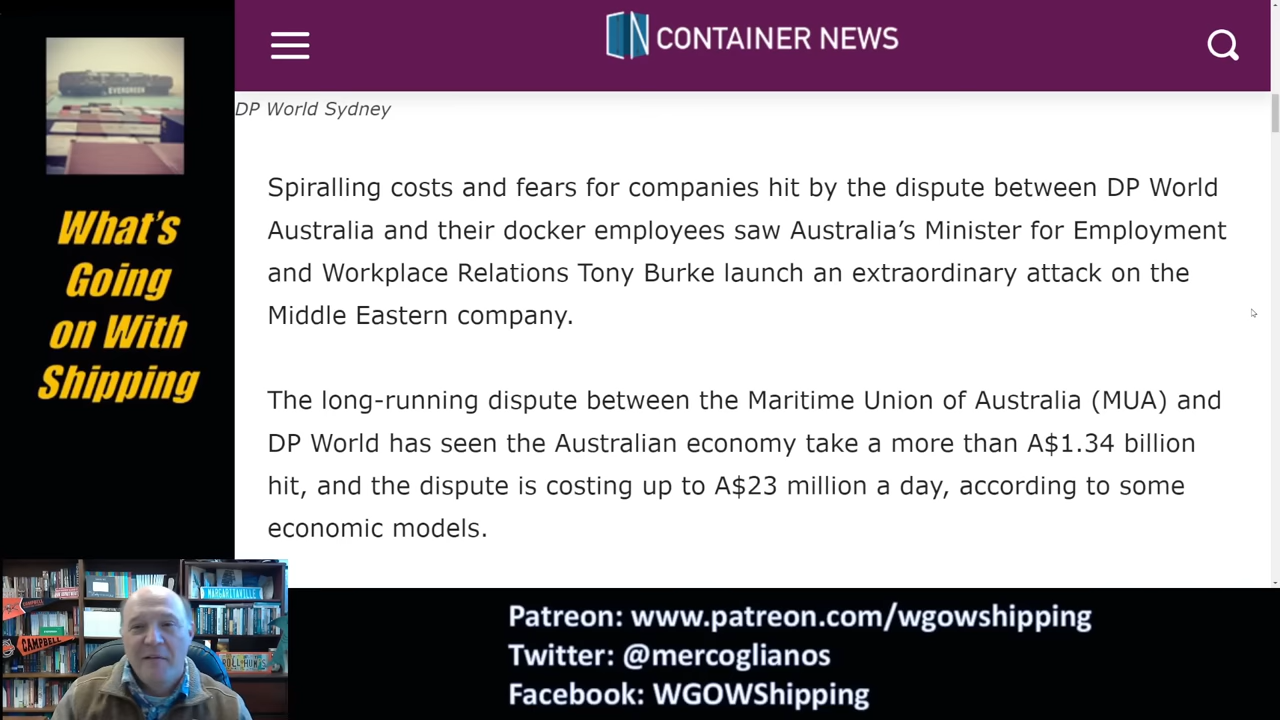 CONTAINER NEWS
DP World Sydney
Spiralling costs and fears for companies hit by the dispute between DP World
Australia and their docker employees saw Australia’s Minister for Employment
and Workplace Relations Tony Burke launch an extraordinary attack on the
Middle Eastern company.
The long-running dispute between the Maritime Union of Australia (MUA) and
DP World has seen the Australian economy take a more than A$1.34 billion
hit, and the dispute is costing up to A$23 million a day, according to some
economic models.
EVERGREEN
What's
Going
on With
Shipping
MARGARITAVILLE
CAMPBELL
Patreon: www.patreon.com/wgowshipping
Twitter: @mercoglianos
Facebook: WGOWShipping